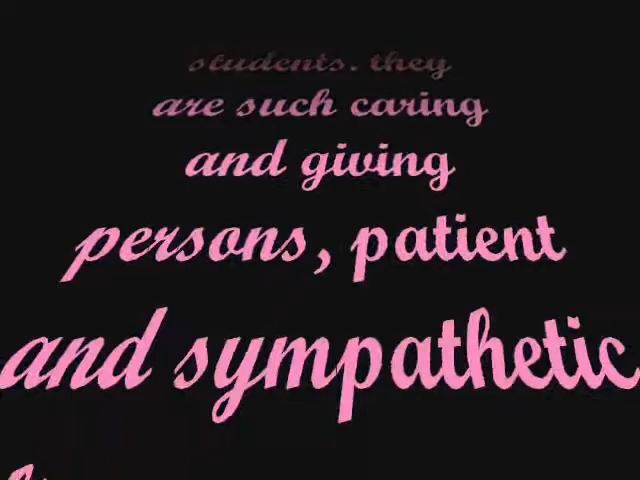 students. they
are such caring
and giving
persons, patient
and sympathetic